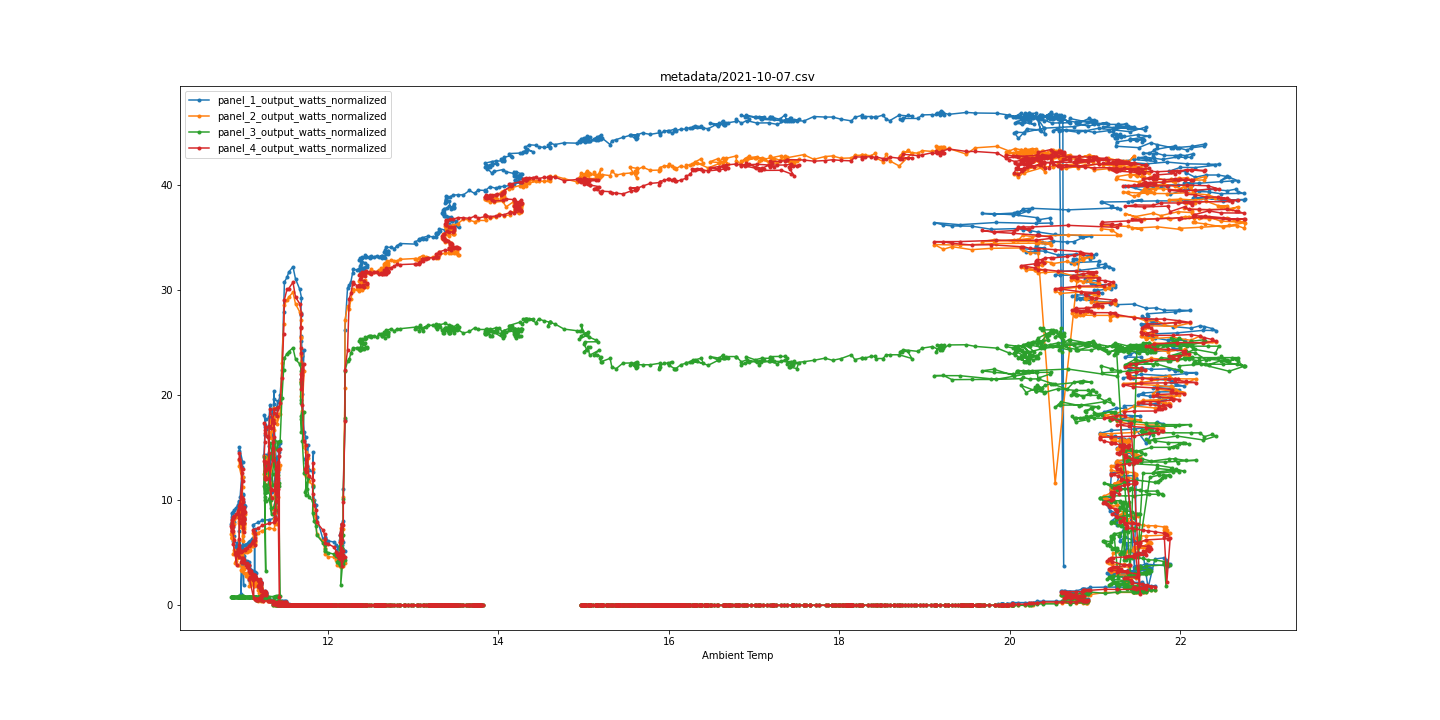 metadata/2021-10-07.csv
panel_1_output_watts_normalized
panel_2_output_watts_normalized
panel_3_output_watts_normalized
panel_4_output_watts_normalized
40
30
20
10
0
12 14 16 18 20 22
Ambient Temp